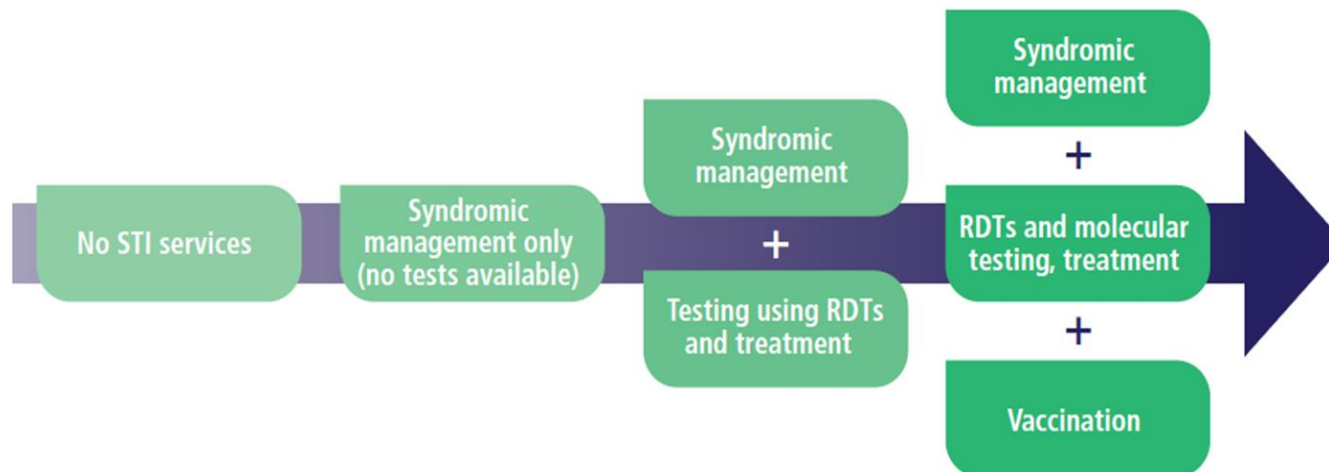 No STI services
Syndromic
management only
(no tests available)
Syndromic
management
+
Testing using RDTs
and treatment
Syndromic
management
+
RDTs and molecular
testing, treatment
+
Vaccination